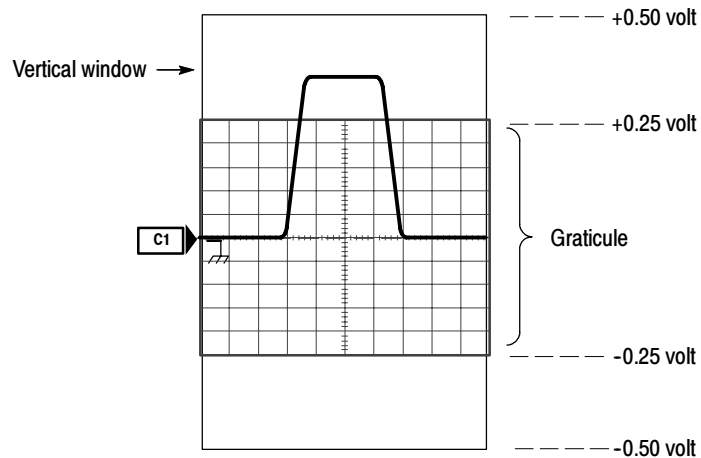 +0.50 volt
Vertical window
+0.25 volt
C1
Graticule
-0.25 volt
-0.50 volt